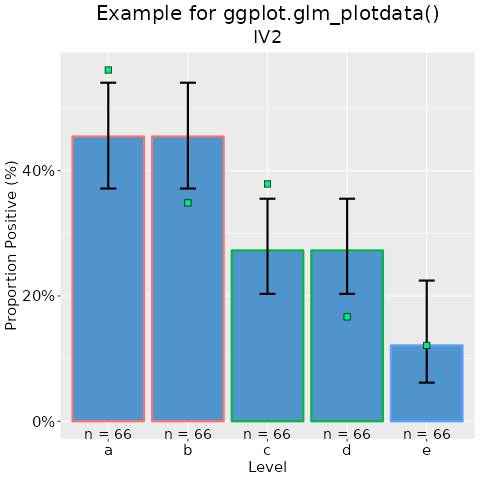 Example for ggplot.glm_plotdata()
IV2
Proportion Positive (%)
40%
20%
0%
n = 66 n = 66 n = 66 n = 66 n = 66
a b c d e
Level